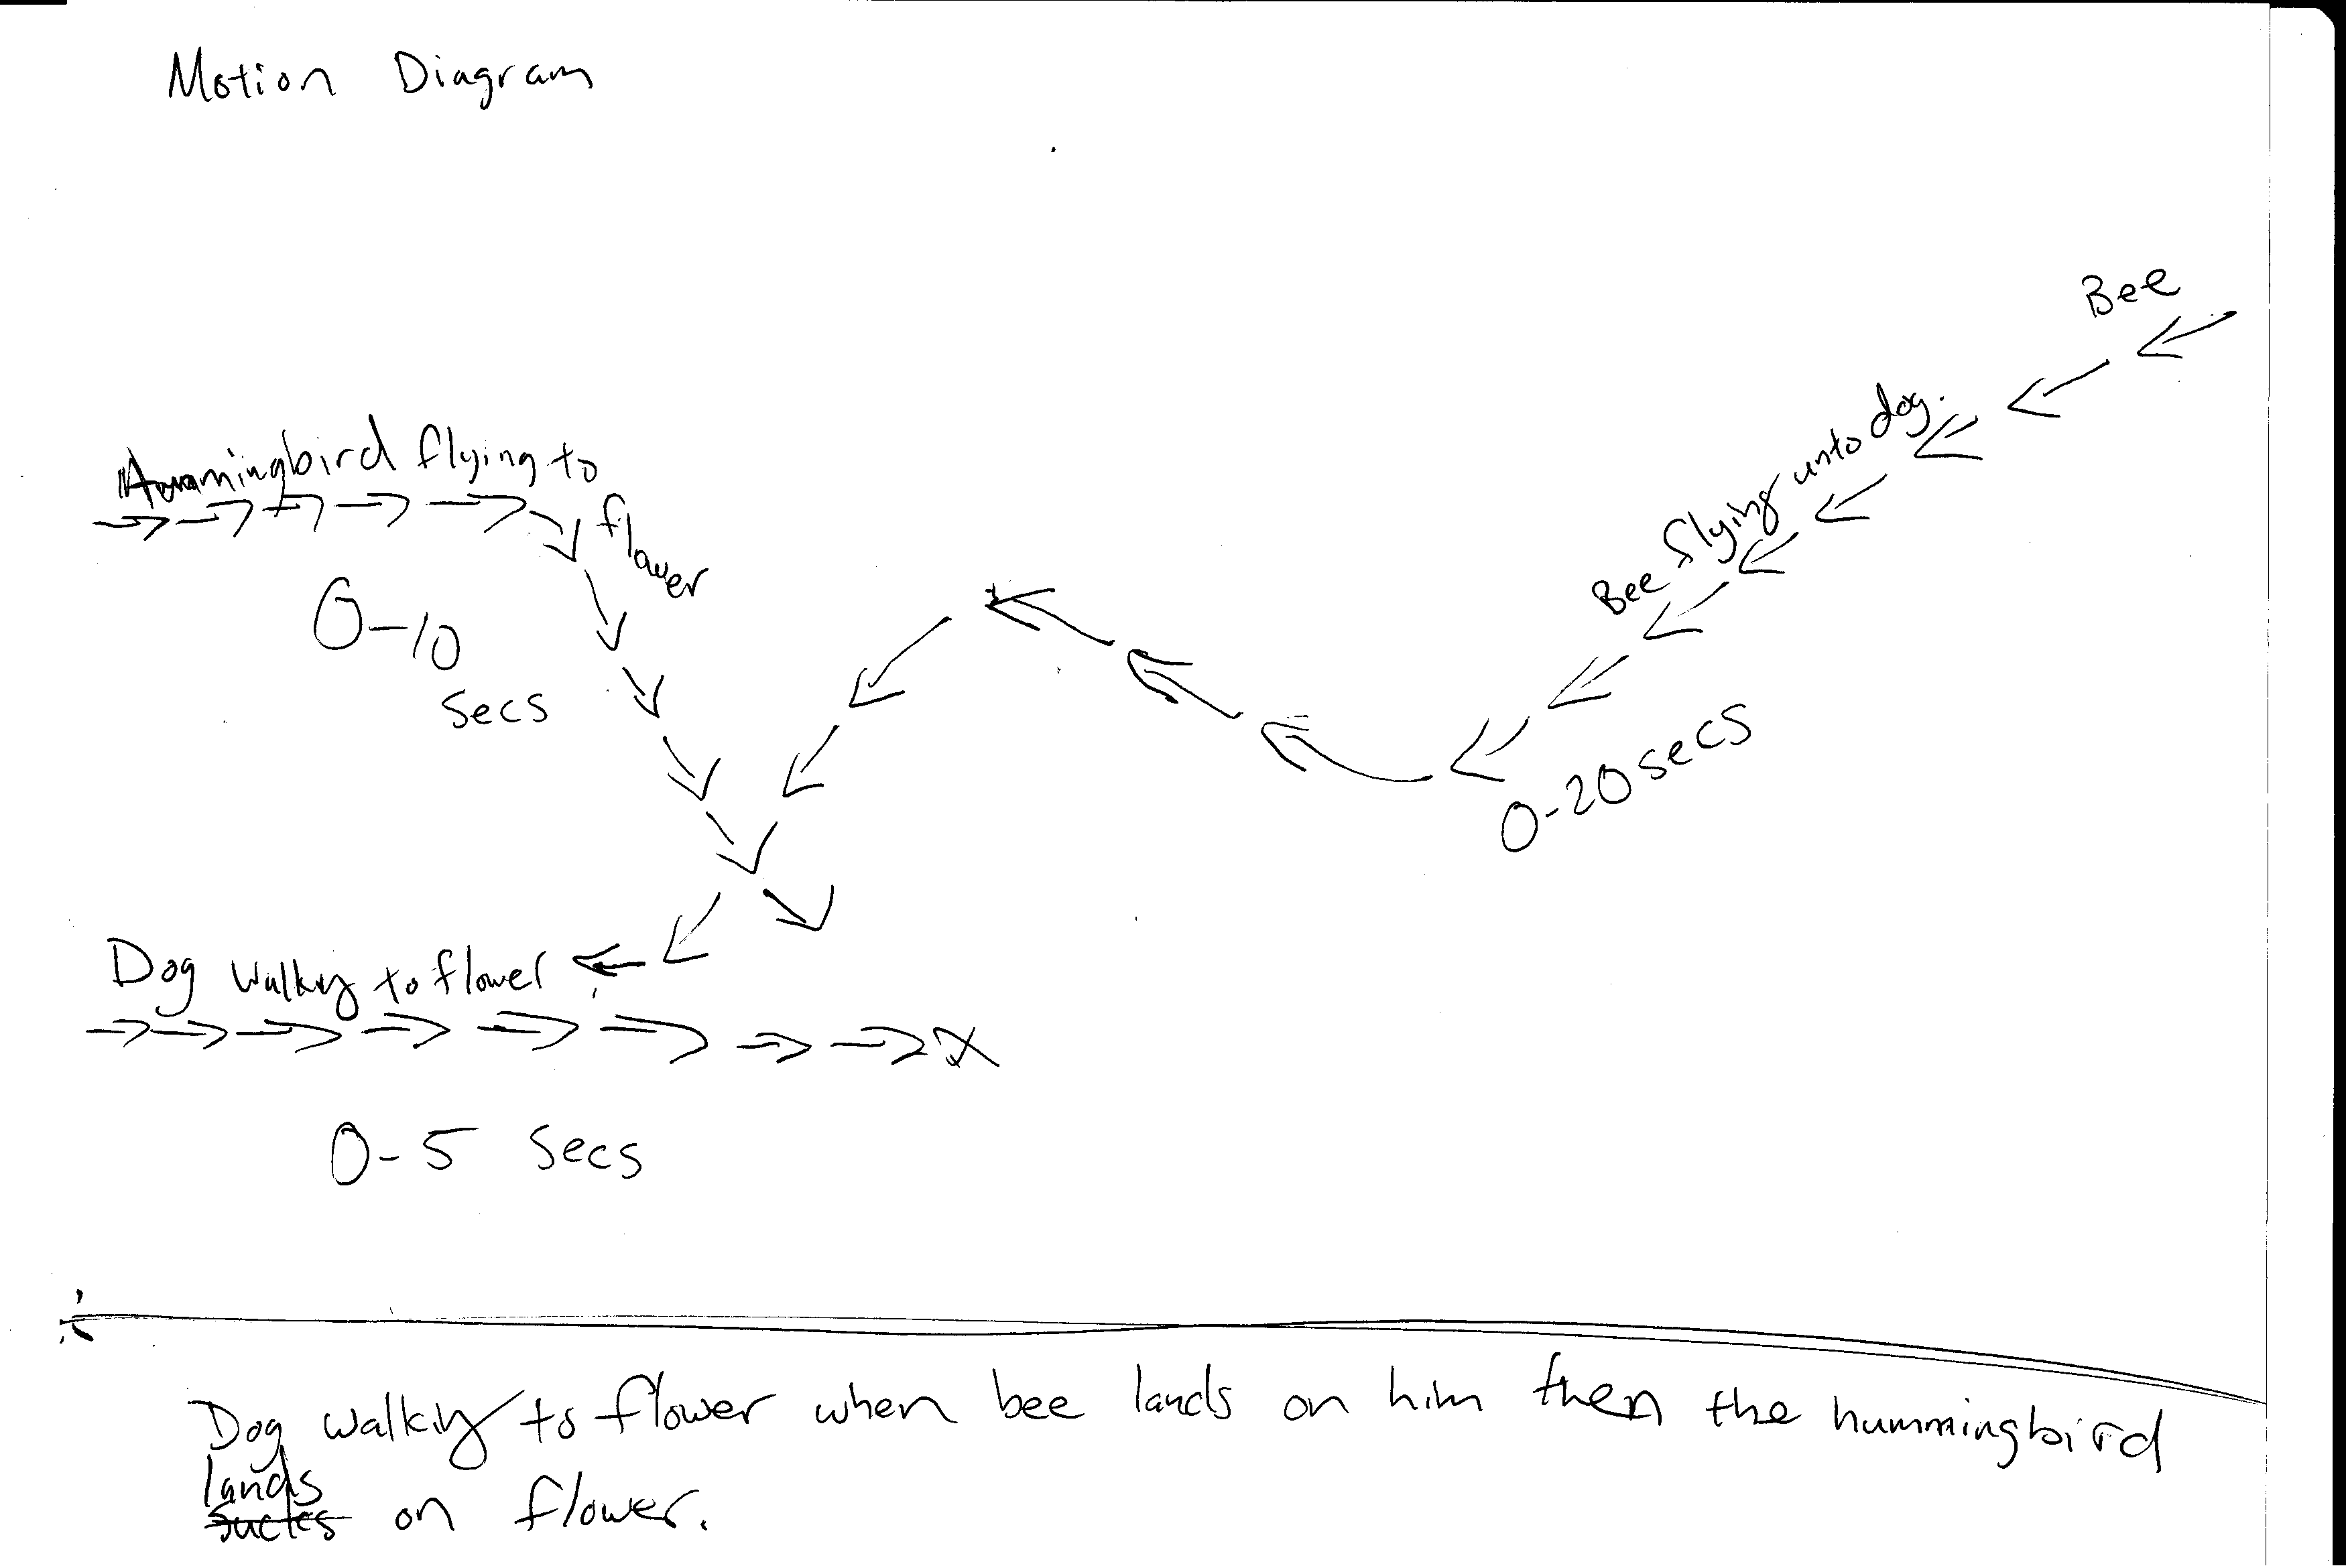 Motion Diagram
Bee
Bee flying unto dog.
Hummingbird flying to
flower
0-10
secs
0-20 secs
Dog walking to flower
X
0-5 secs
Dog walking to flower when bee lands on him then the hummingbird
lands
sucks on flower.